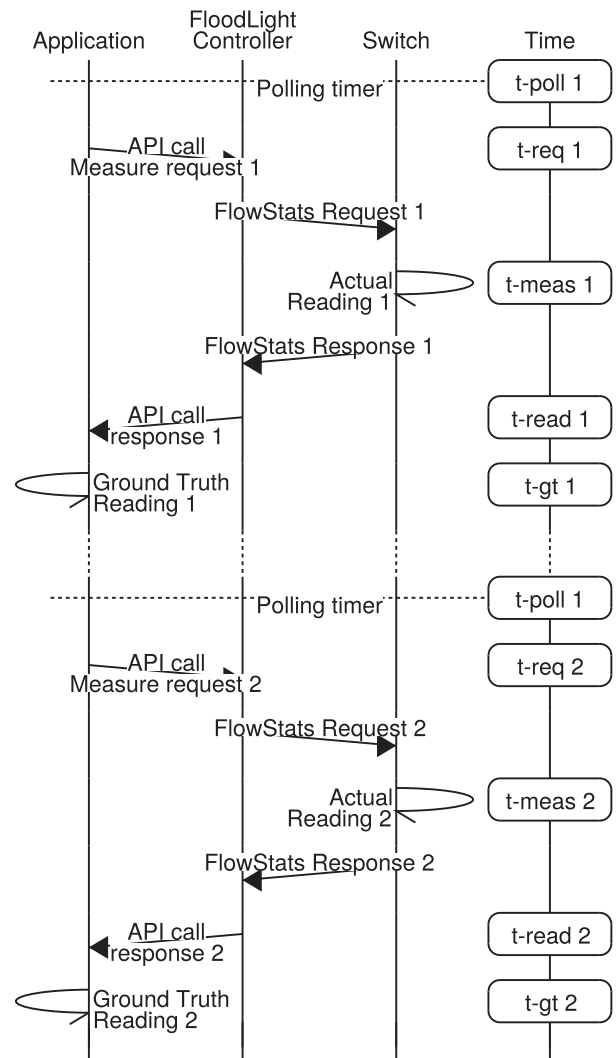 FloodLight
Application Controller Switch Time
Polling timer t-poll 1
API call t-req 1
Measure request 1
FlowStats Request 1
Actual t-meas 1
Reading 1
FlowStats Response 1
API call t-read 1
response 1
Ground Truth t-gt 1
Reading 1
Polling timer t-poll 1
API call t-req 2
Measure request 2
FlowStats Request 2
Actual t-meas 2
Reading 2
FlowStats Response 2
API call t-read 2
response 2
Ground Truth t-gt 2
Reading 2